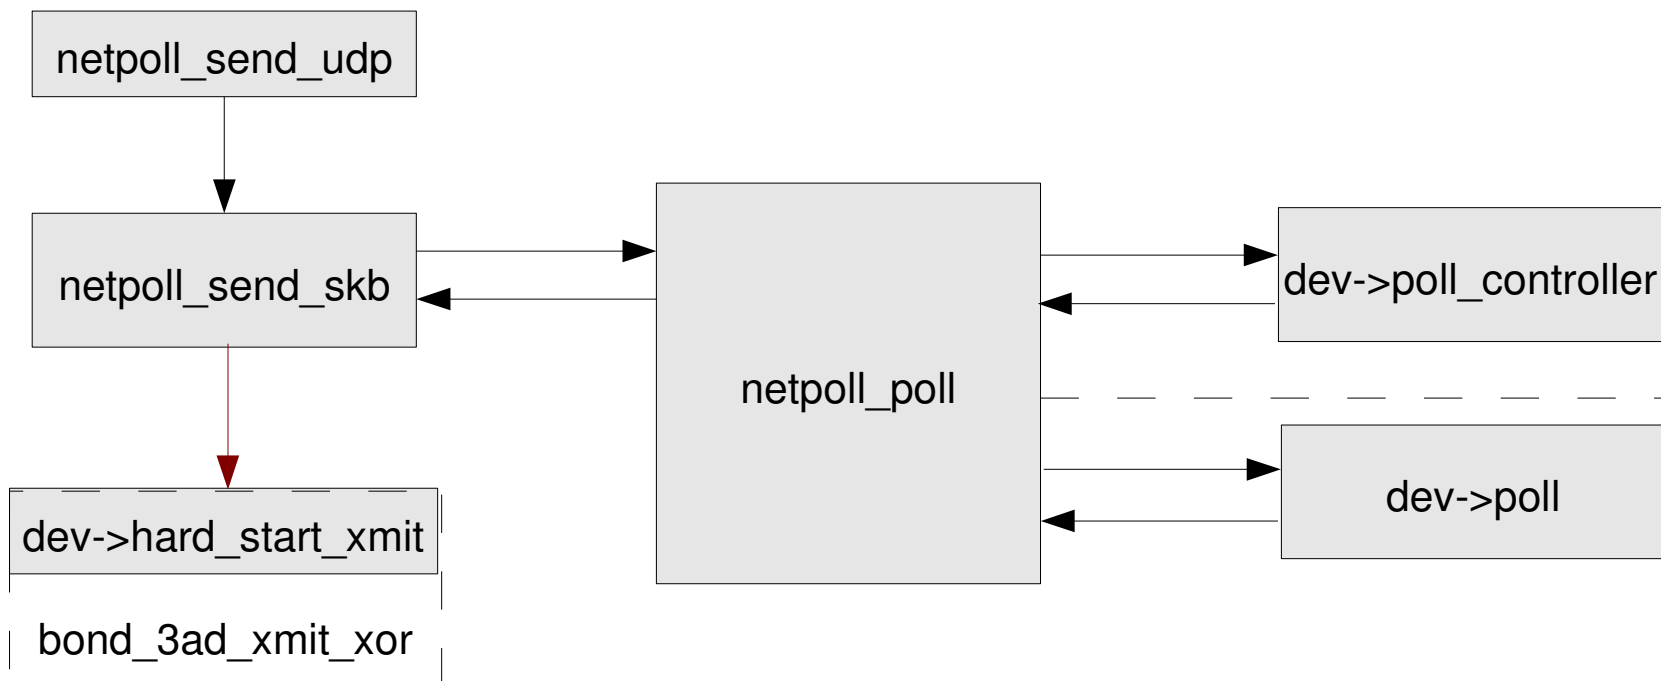 netpoll_send_udp
netpoll_send_skb
dev->poll_controller
netpoll_poll
dev->poll
dev->hard_start_xmit
bond_3ad_xmit_xor